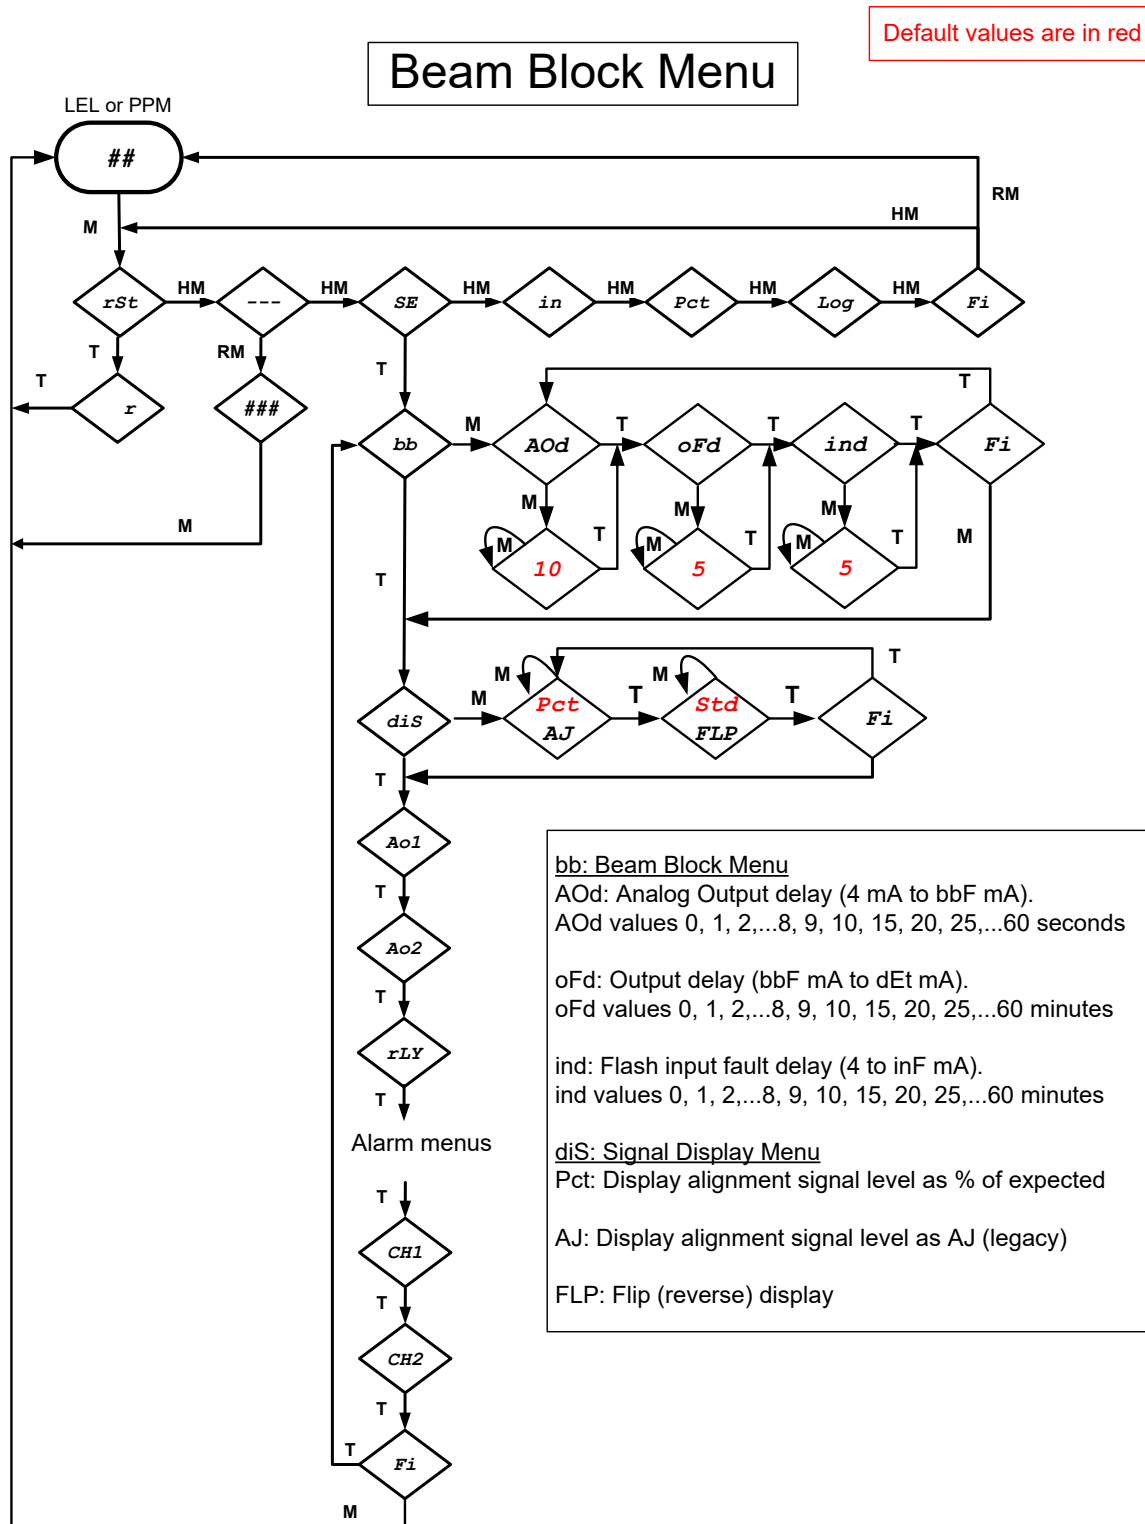 Default values are in red
Beam Block Menu
LEL or PPM
##
RM
HM
M
rSt
HM
---
HM
SE
HM
in
HM
Pct
HM
Log
HM
Fi
T
RM
T
T
T
r
###
bb
M
AOd
T
oFd
T
ind
T
Fi
M
M
M
M
M
T
M
T
M
T
M
10
5
5
T
M
T
M
M
Pct
AJ
T
Std
FLP
T
Fi
diS
T
Ao1
T
Ao2
T
rLY
T
Alarm menus
T
CH1
T
CH2
T
T
Fi
M
bb: Beam Block Menu
AOd: Analog Output delay (4 mA to bbF mA).
AOd values 0, 1, 2,...8, 9, 10, 15, 20, 25,...60 seconds
oFd: Output delay (bbF mA to dEt mA).
oFd values 0, 1, 2,...8, 9, 10, 15, 20, 25,...60 minutes
ind: Flash input fault delay (4 to inF mA).
ind values 0, 1, 2,...8, 9, 10, 15, 20, 25,...60 minutes
diS: Signal Display Menu
Pct: Display alignment signal level as % of expected
AJ: Display alignment signal level as AJ (legacy)
FLP: Flip (reverse) display